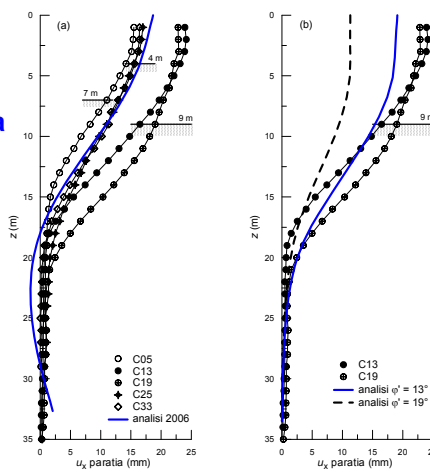 a
(a)
4 m
7 m
9 m
0
5
10
15
20
25
30
35
z (m)
C05
C13
C19
C25
C33
analisi 2006
0 5 10 15 20 25
ux paratia (mm)
(b)
9 m
0
5
10
15
20
25
30
35
z (m)
C13
C19
analisi φ' = 13°
analisi φ' = 19°
0 5 10 15 20
ux paratia (mm)